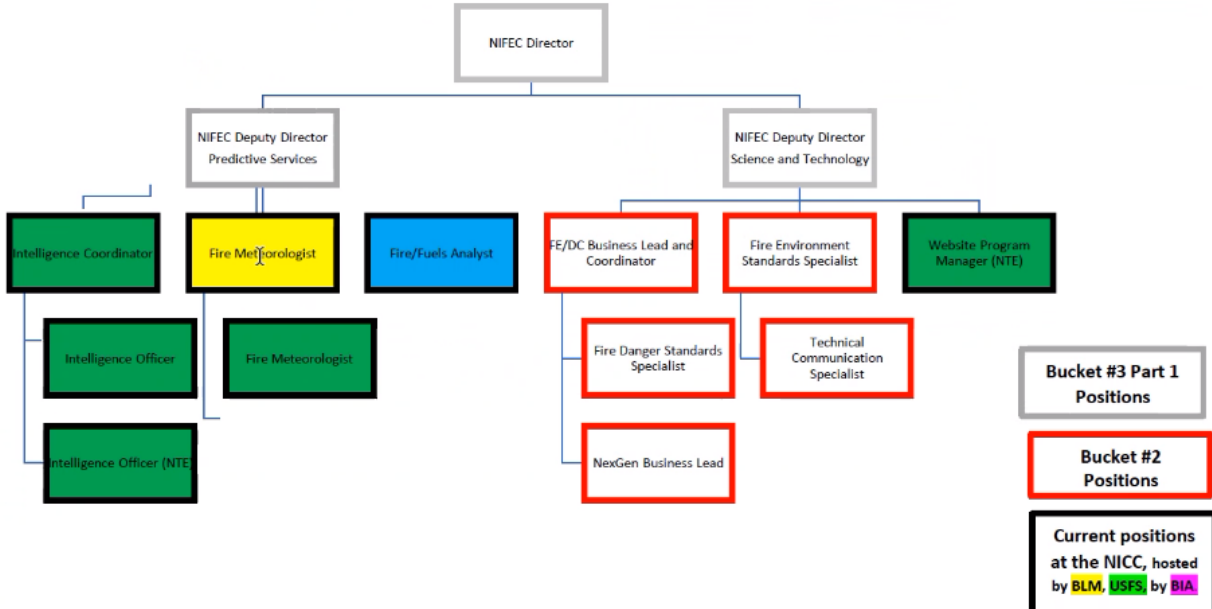 NIFEC Director
NIFEC Deputy Director
Predictive Services
NIFEC Deputy Director
Science and Technology
Intelligence Coordinator
Fire Meteorologist
Fire/Fuels Analyst
FE/DC Business Lead and
Coordinator
Fire Environment
Standards Specialist
Website Program
Manager (NTE)
Intelligence Officer
Fire Meteorologist
Fire Danger Standards
Specialist
Technical
Communication
Specialist
Intelligence Officer (NTE)
NexGen Business Lead
Bucket #3 Part 1
Positions
Bucket #2
Positions
Current positions
at the NICC, hosted
by BLM, USFS, by BIA.